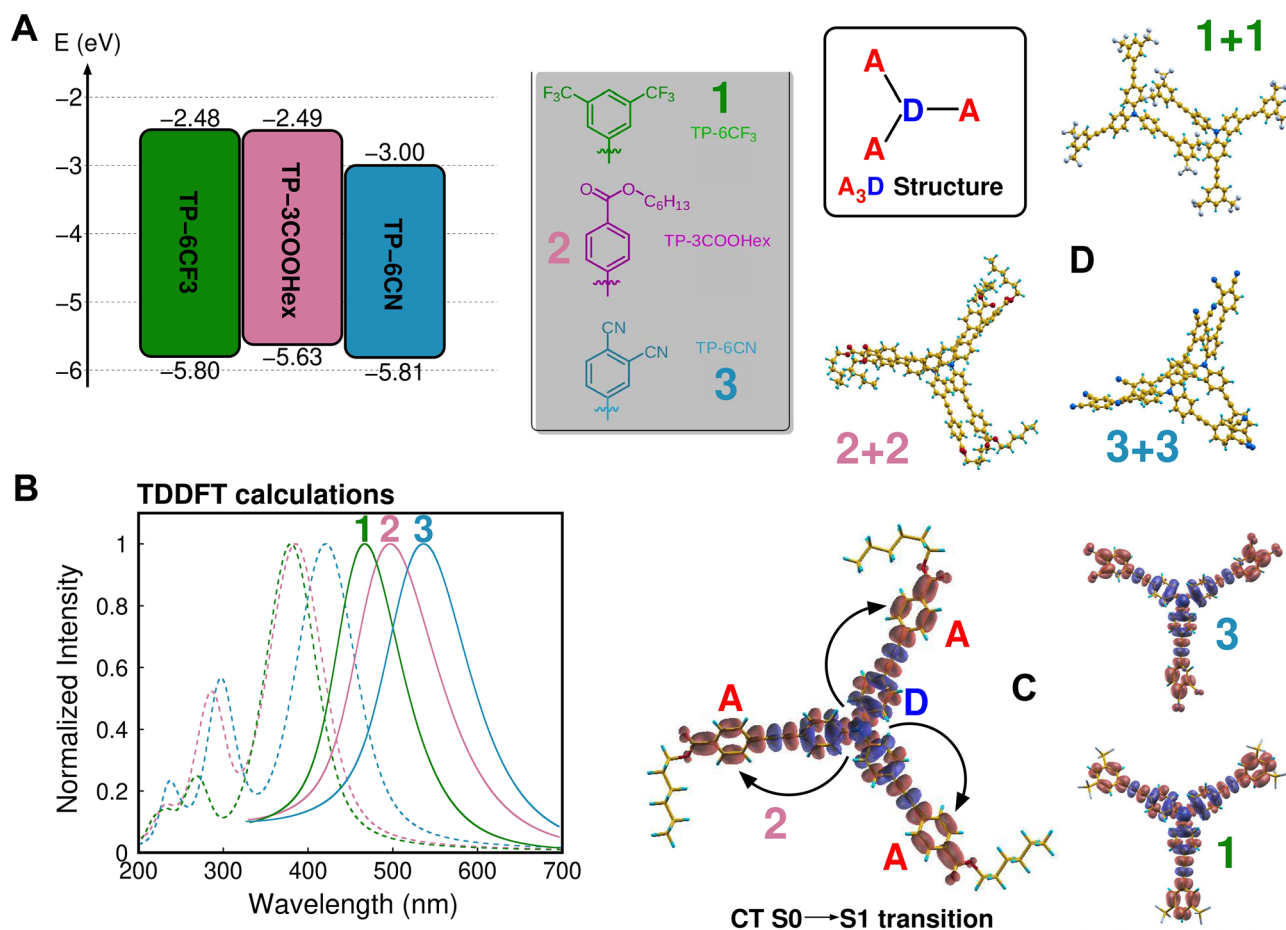 A
E (eV)
−2
−3
−4
−5
−6
−2.48
−2.49
−3.00
TP−6CF3
TP−3COOHex
TP−6CN
−5.80
−5.63
−5.81
F₃C
CF₃
1
TP-6CF₃
O
O
C₆H₁₃
2
TP-3COOHex
CN
CN
TP-6CN
3
A
D
A
A
A₃D Structure
1+1
D
2+2
3+3
B
TDDFT calculations
1 2 3
Normalized Intensity
1
0.8
0.6
0.4
0.2
0
200 300 400 500 600 700
Wavelength (nm)
A
A
D
2
A
CT S0→S1 transition
C
3
1